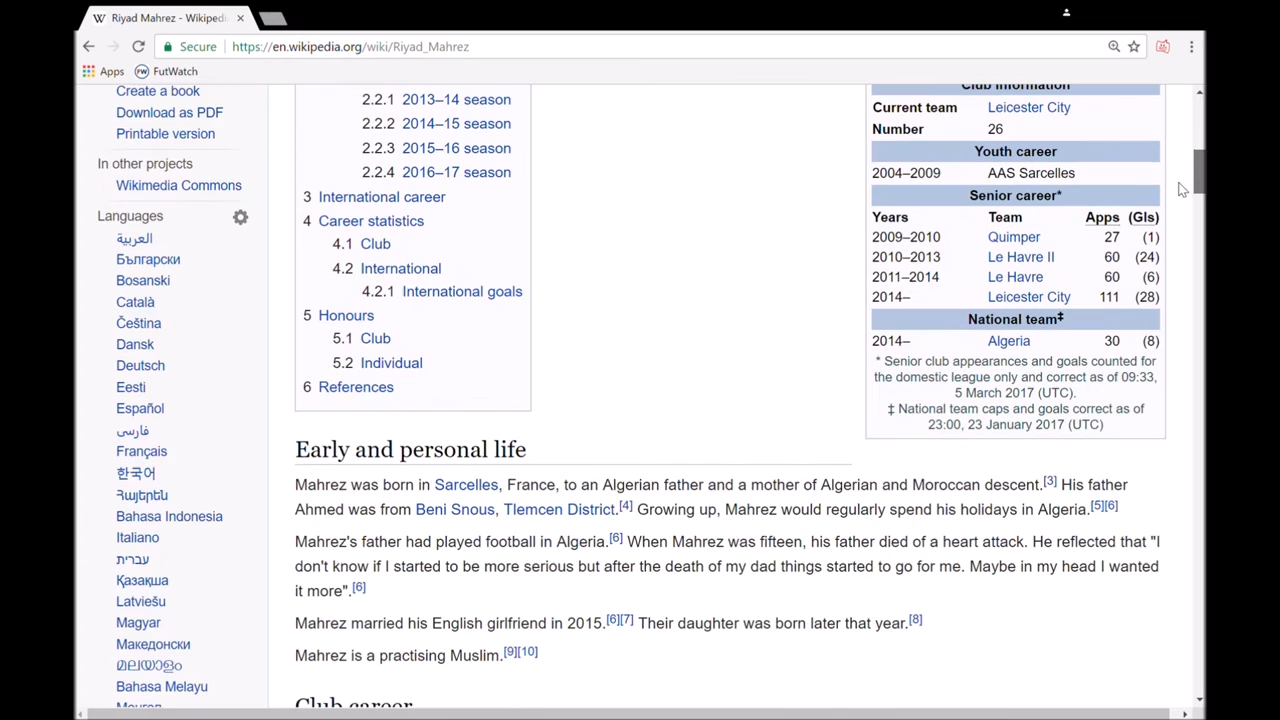 Riyad Mahrez - Wikipedi
Secure
https://en.wikipedia.org/wiki/Riyad_Mahrez
Apps
FutWatch
Create a book
Download as PDF
Printable version
In other projects
Wikimedia Commons
Languages
العربية
Български
Bosanski
Català
Čeština
Dansk
Deutsch
Eesti
Español
فارسی
Français
한국어
Հայերեն
Bahasa Indonesia
Italiano
עברית
Қазақша
Latviešu
Magyar
Македонски
മലയാളം
Bahasa Melayu
Монгол
2.2.1 2013–14 season
2.2.2 2014–15 season
2.2.3 2015–16 season
2.2.4 2016–17 season
3 International career
4 Career statistics
4.1 Club
4.2 International
4.2.1 International goals
5 Honours
5.1 Club
5.2 Individual
6 References
Club information
Current team Leicester City
Number 26
Youth career
2004–2009 AAS Sarcelles
Senior career*
Years Team Apps (Gls)
2009–2010 Quimper 27 (1)
2010–2013 Le Havre II 60 (24)
2011–2014 Le Havre 60 (6)
2014– Leicester City 111 (28)
National team‡
2014– Algeria 30 (8)
* Senior club appearances and goals counted for
the domestic league only and correct as of 09:33,
5 March 2017 (UTC).
‡ National team caps and goals correct as of
23:00, 23 January 2017 (UTC)
Early and personal life
Mahrez was born in Sarcelles, France, to an Algerian father and a mother of Algerian and Moroccan descent.[3] His father
Ahmed was from Beni Snous, Tlemcen District.[4] Growing up, Mahrez would regularly spend his holidays in Algeria.[5][6]
Mahrez's father had played football in Algeria.[6] When Mahrez was fifteen, his father died of a heart attack. He reflected that "I
don't know if I started to be more serious but after the death of my dad things started to go for me. Maybe in my head I wanted
it more".[6]
Mahrez married his English girlfriend in 2015.[6][7] Their daughter was born later that year.[8]
Mahrez is a practising Muslim.[9][10]
Club career